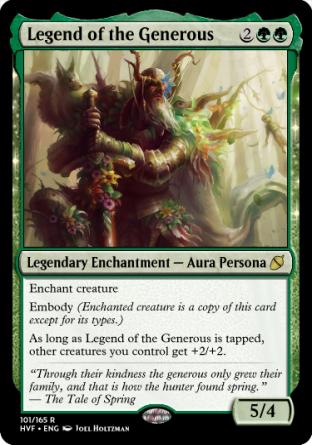 Legend of the Generous 2
Legendary Enchantment — Aura Persona
Enchant creature
Embody (Enchanted creature is a copy of this card
except for its types.)
As long as Legend of the Generous is tapped,
other creatures you control get +2/+2.
“Through their kindness the generous only grew their
family, and that is how the hunter found spring.”
— The Tale of Spring
5/4
101/165 R
HVF • ENG Joel Holtzman